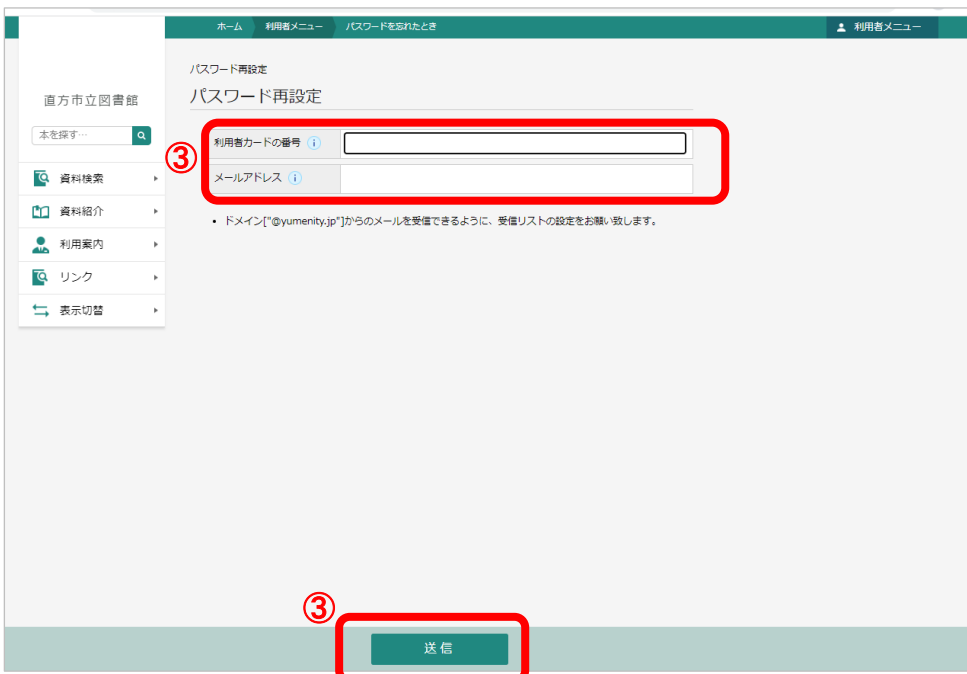 ホーム 利用者メニュー パスワードを忘れたとき 利用者メニュー
直方市立図書館
本を探す…
資料検索
資料紹介
利用案内
リンク
表示切替
パスワード再設定
パスワード再設定
③
利用者カードの番号 i
メールアドレス i
• ドメイン["@yumenity.jp"]からのメールを受信できるように、受信リストの設定をお願い致します。
③
送信